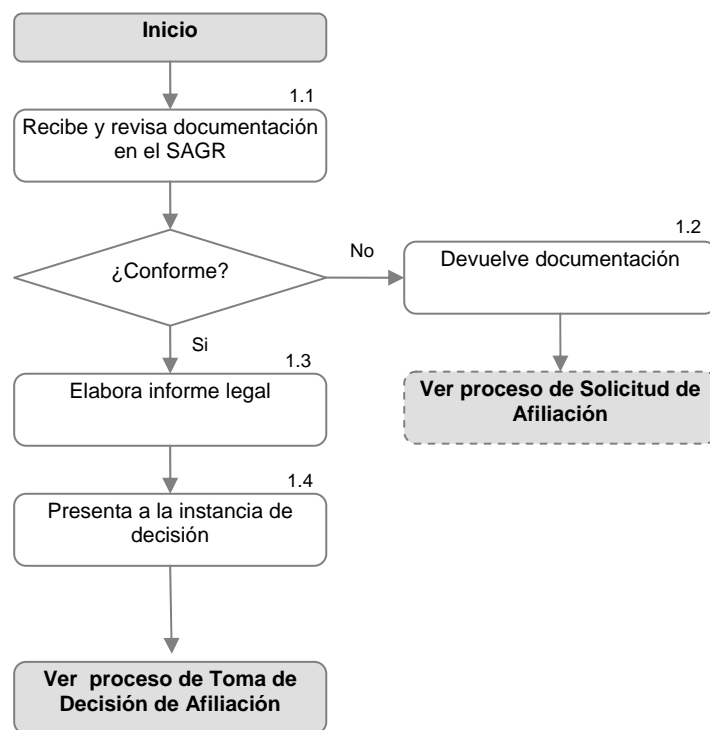 Inicio
1.1
Recibe y revisa documentación
en el SAGR
¿Conforme?
No
1.2
Devuelve documentación
Si
1.3
Elabora informe legal
Ver proceso de Solicitud de
Afiliación
1.4
Presenta a la instancia de
decisión
Ver proceso de Toma de
Decisión de Afiliación